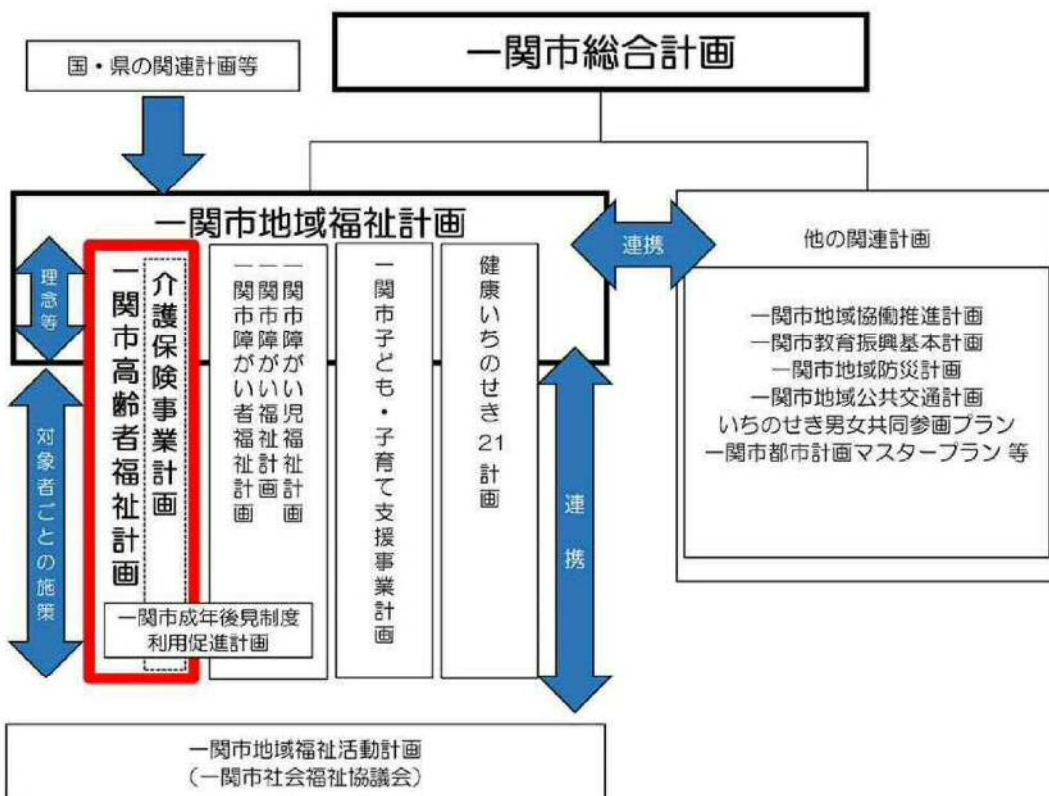 一関市総合計画
国・県の関連計画等
一関市地域福祉計画
連携
他の関連計画
理念等
対象者ごとの施策
一関市高齢者福祉計画
介護保険事業計画
一関市障がい者福祉計画
一関市障がい福祉計画
一関市障がい児福祉計画
一関市子ども・子育て支援事業計画
健康いちのせき21計画
一関市成年後見制度
利用促進計画
連携
一関市地域協働推進計画
一関市教育振興基本計画
一関市地域防災計画
一関市地域公共交通計画
いちのせき男女共同参画プラン
一関市都市計画マスタープラン 等
一関市地域福祉活動計画
（一関市社会福祉協議会）